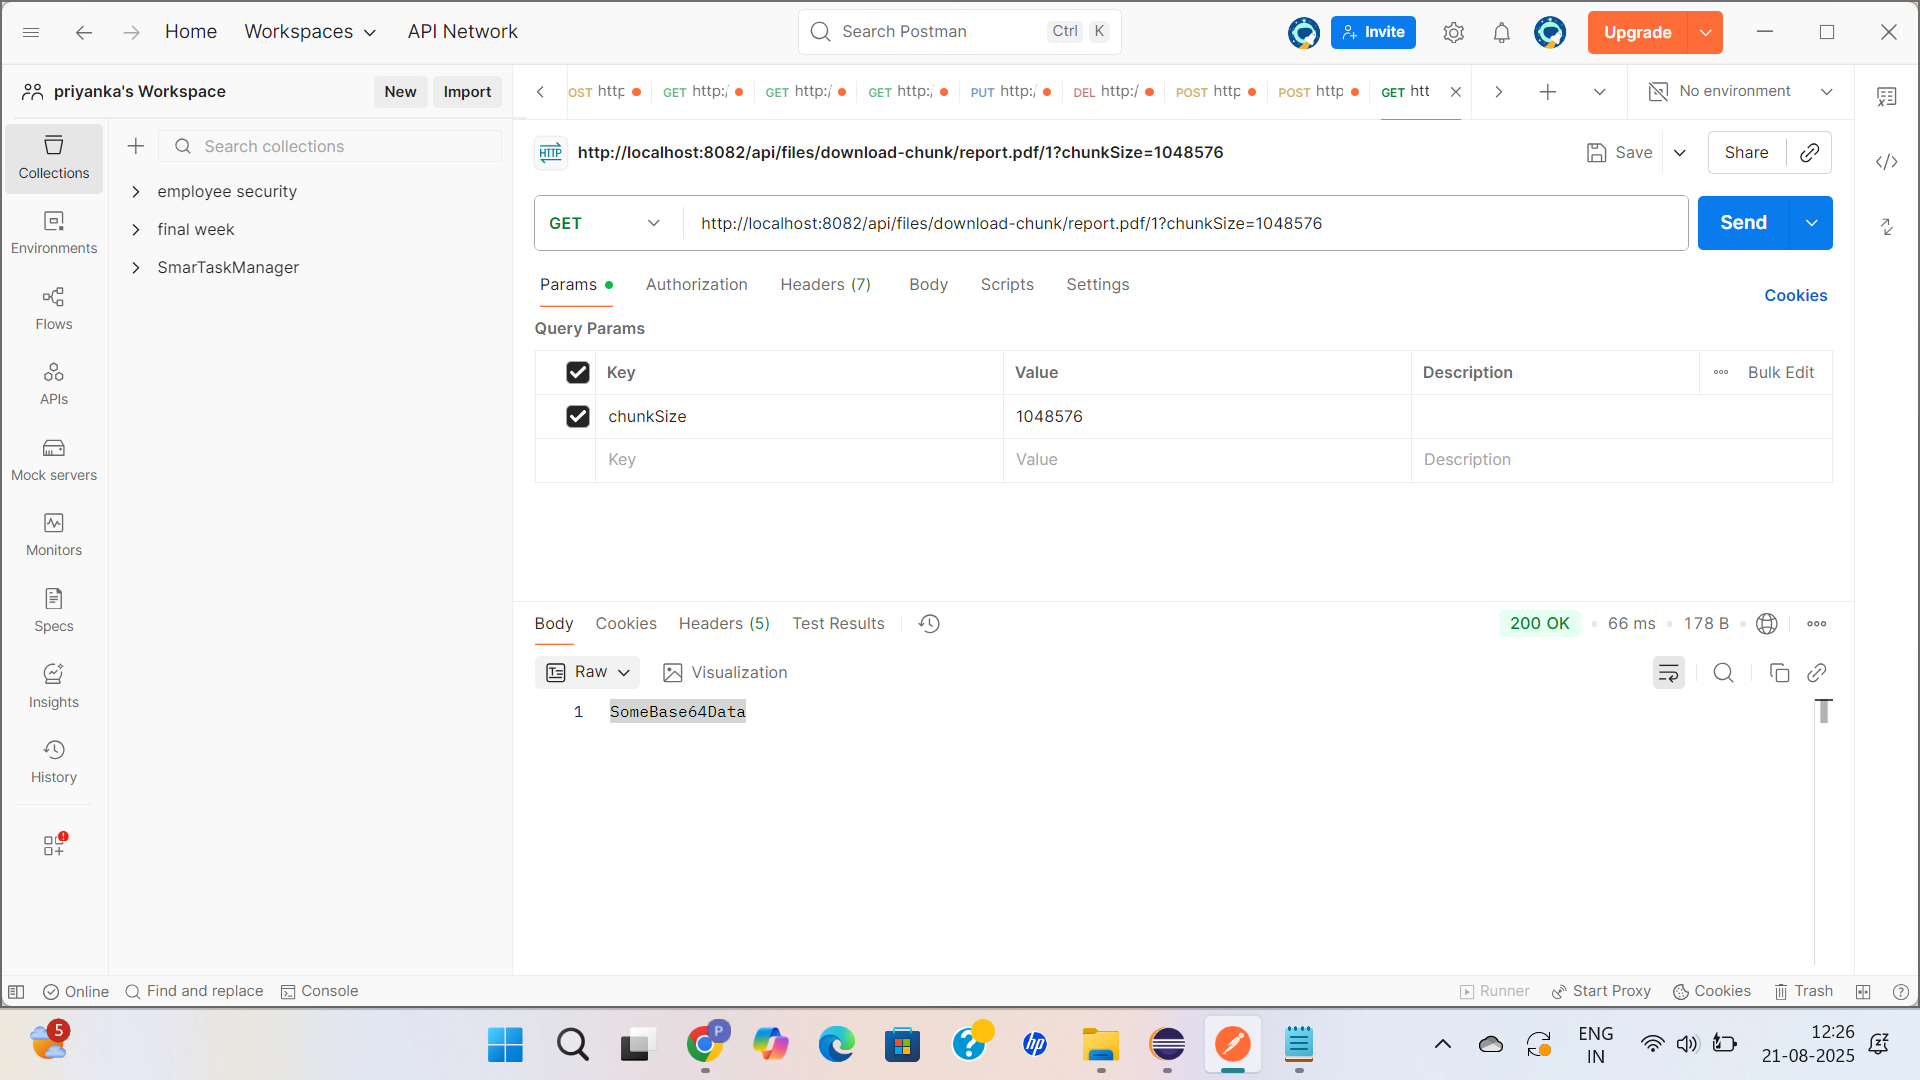 Home
Workspaces
API Network
Search Postman
Ctrl
K
Invite
Upgrade
priyanka's Workspace
New
Import
OST http
GET http:/
GET http:/
GET http:/
PUT http:/
DEL http:/
POST http
POST http
GET htt
No environment
Collections
Environments
Flows
APIs
Mock servers
Monitors
Specs
Insights
History
Search collections
employee security
final week
SmarTaskManager
HTTP
http://localhost:8082/api/files/download-chunk/report.pdf/1?chunkSize=1048576
Save
Share
GET
http://localhost:8082/api/files/download-chunk/report.pdf/1?chunkSize=1048576
Send
Params
Authorization
Headers (7)
Body
Scripts
Settings
Cookies
Query Params
Key
Value
Description
Bulk Edit
chunkSize
1048576
Key
Value
Description
Body
Cookies
Headers (5)
Test Results
200 OK
66 ms
178 B
Raw
Visualization
1
SomeBase64Data
Online
Find and replace
Console
Runner
Start Proxy
Cookies
Trash
5
P
hp
ENG
IN
12:26
21-08-2025